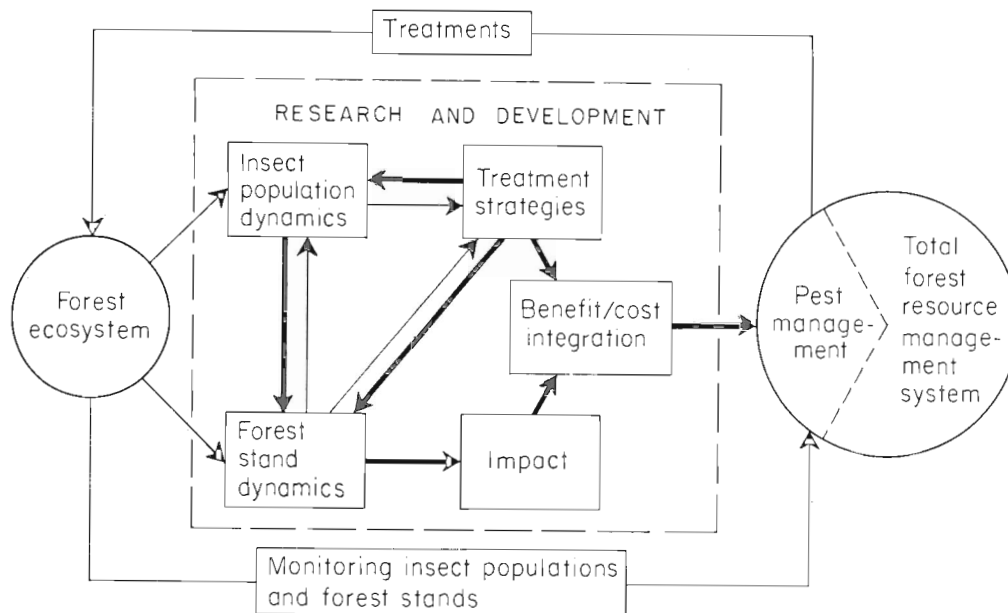 Treatments
RESEARCH AND DEVELOPMENT
Insect
population
dynamics
Treatment
strategies
Forest
ecosystem
Benefit/cost
integration
Pest
manage-
ment
Total
forest
resource
manage-
ment
system
Forest
stand
dynamics
Impact
Monitoring insect populations
and forest stands